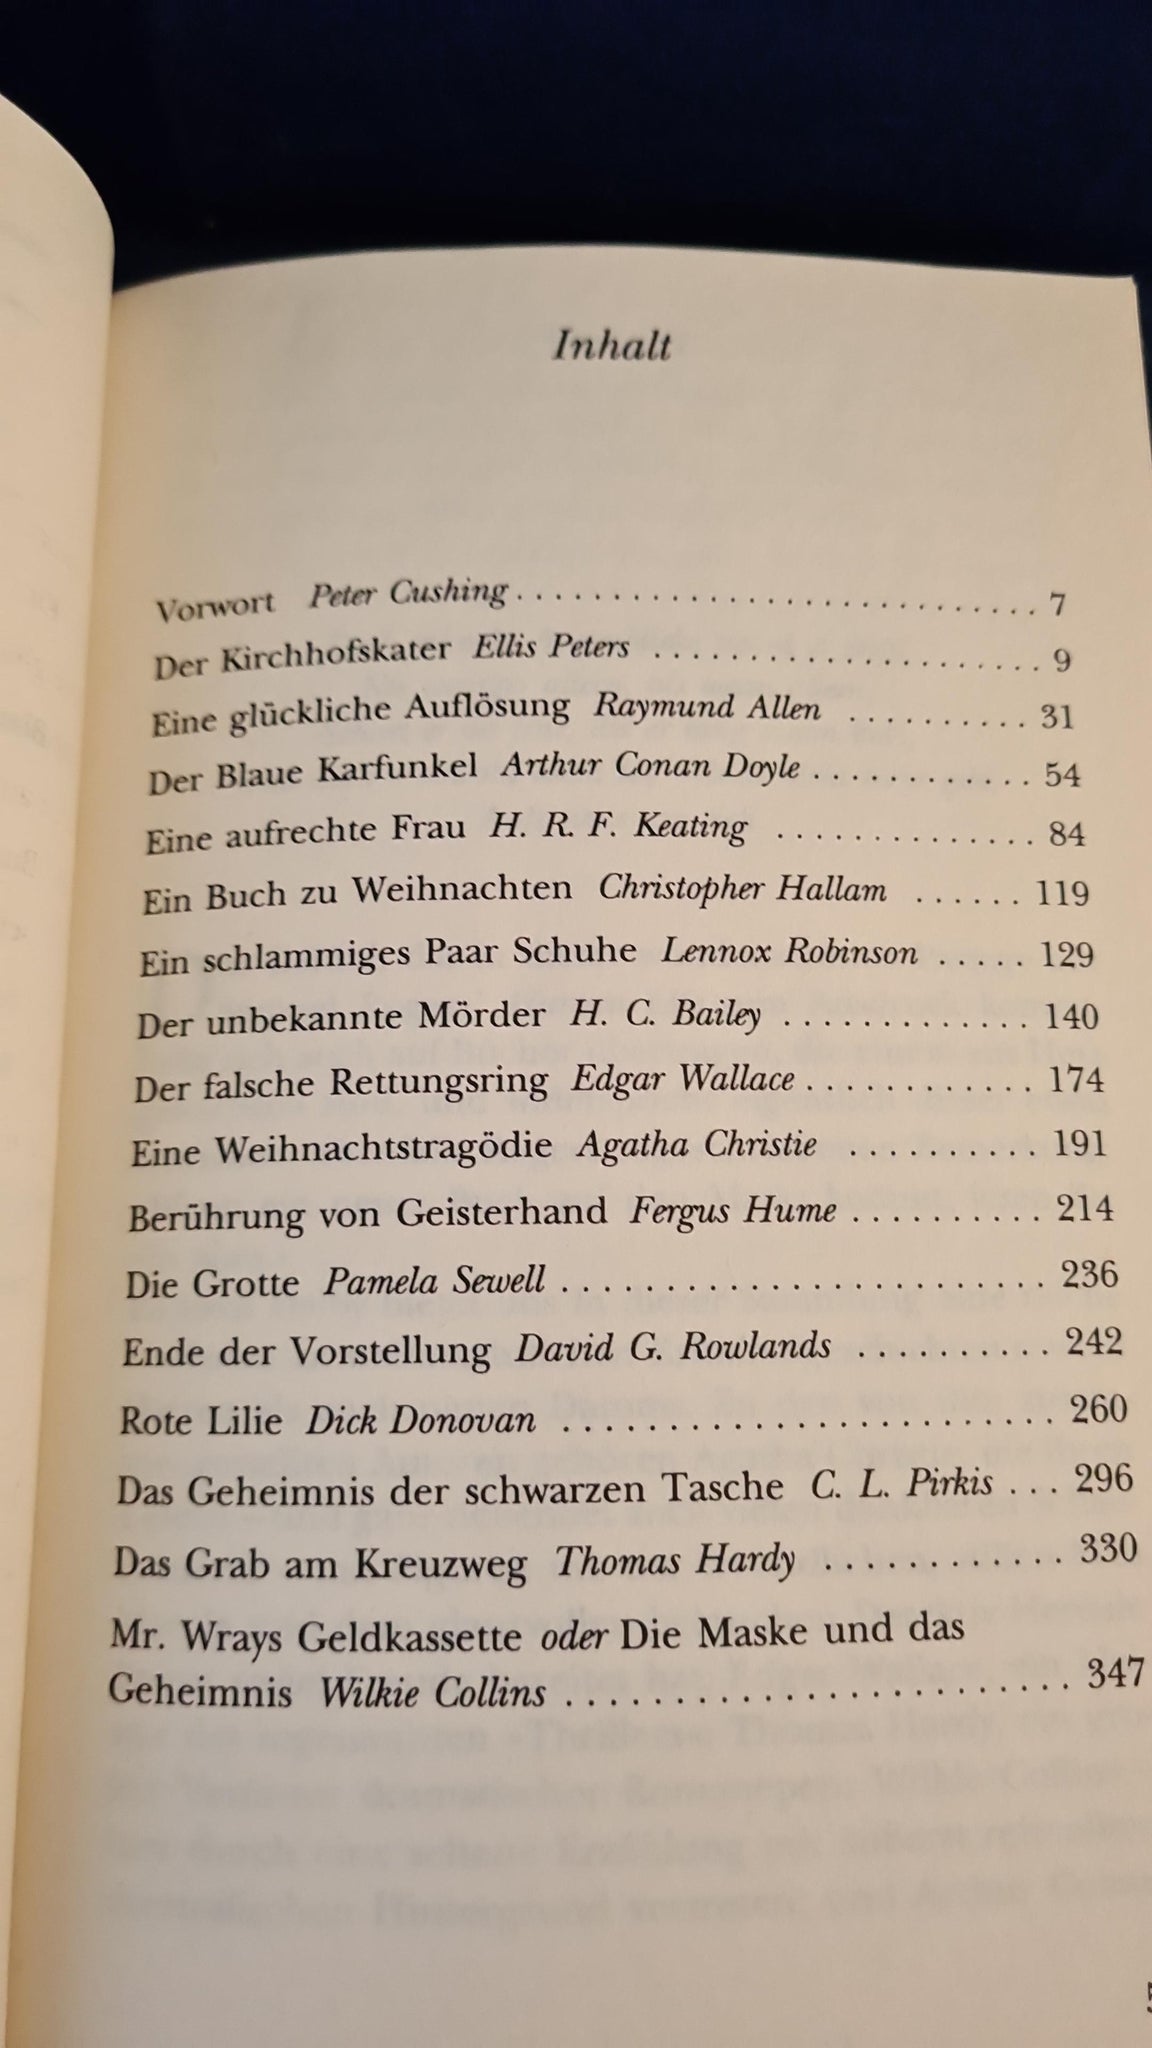 Inhalt
Vorwort Peter Cushing . . . . . . . . . . . . . . . . . . . . . . . . . . . . 7
Der Kirchhofskater Ellis Peters . . . . . . . . . . . . . . . . . . . . . 9
Eine glückliche Auflösung Raymund Allen . . . . . . . . . . 31
Der Blaue Karfunkel Arthur Conan Doyle . . . . . . . . . . . . 54
Eine aufrechte Frau H. R. F. Keating . . . . . . . . . . . . . . 84
Ein Buch zu Weihnachten Christopher Hallam . . . . . . 119
Ein schlammiges Paar Schuhe Lennox Robinson . . . . . 129
Der unbekannte Mörder H. C. Bailey . . . . . . . . . . . . . 140
Der falsche Rettungsring Edgar Wallace . . . . . . . . . . . . 174
Eine Weihnachtstragödie Agatha Christie . . . . . . . . . . 191
Berührung von Geisterhand Fergus Hume . . . . . . . . . . 214
Die Grotte Pamela Sewell . . . . . . . . . . . . . . . . . . . . . . . . . 236
Ende der Vorstellung David G. Rowlands . . . . . . . . . . 242
Rote Lilie Dick Donovan . . . . . . . . . . . . . . . . . . . . . . . . . 260
Das Geheimnis der schwarzen Tasche C. L. Pirkis . . . 296
Das Grab am Kreuzweg Thomas Hardy . . . . . . . . . . . . 330
Mr. Wrays Geldkassette oder Die Maske und das
Geheimnis Wilkie Collins . . . . . . . . . . . . . . . . . . . . . . . . . . 347